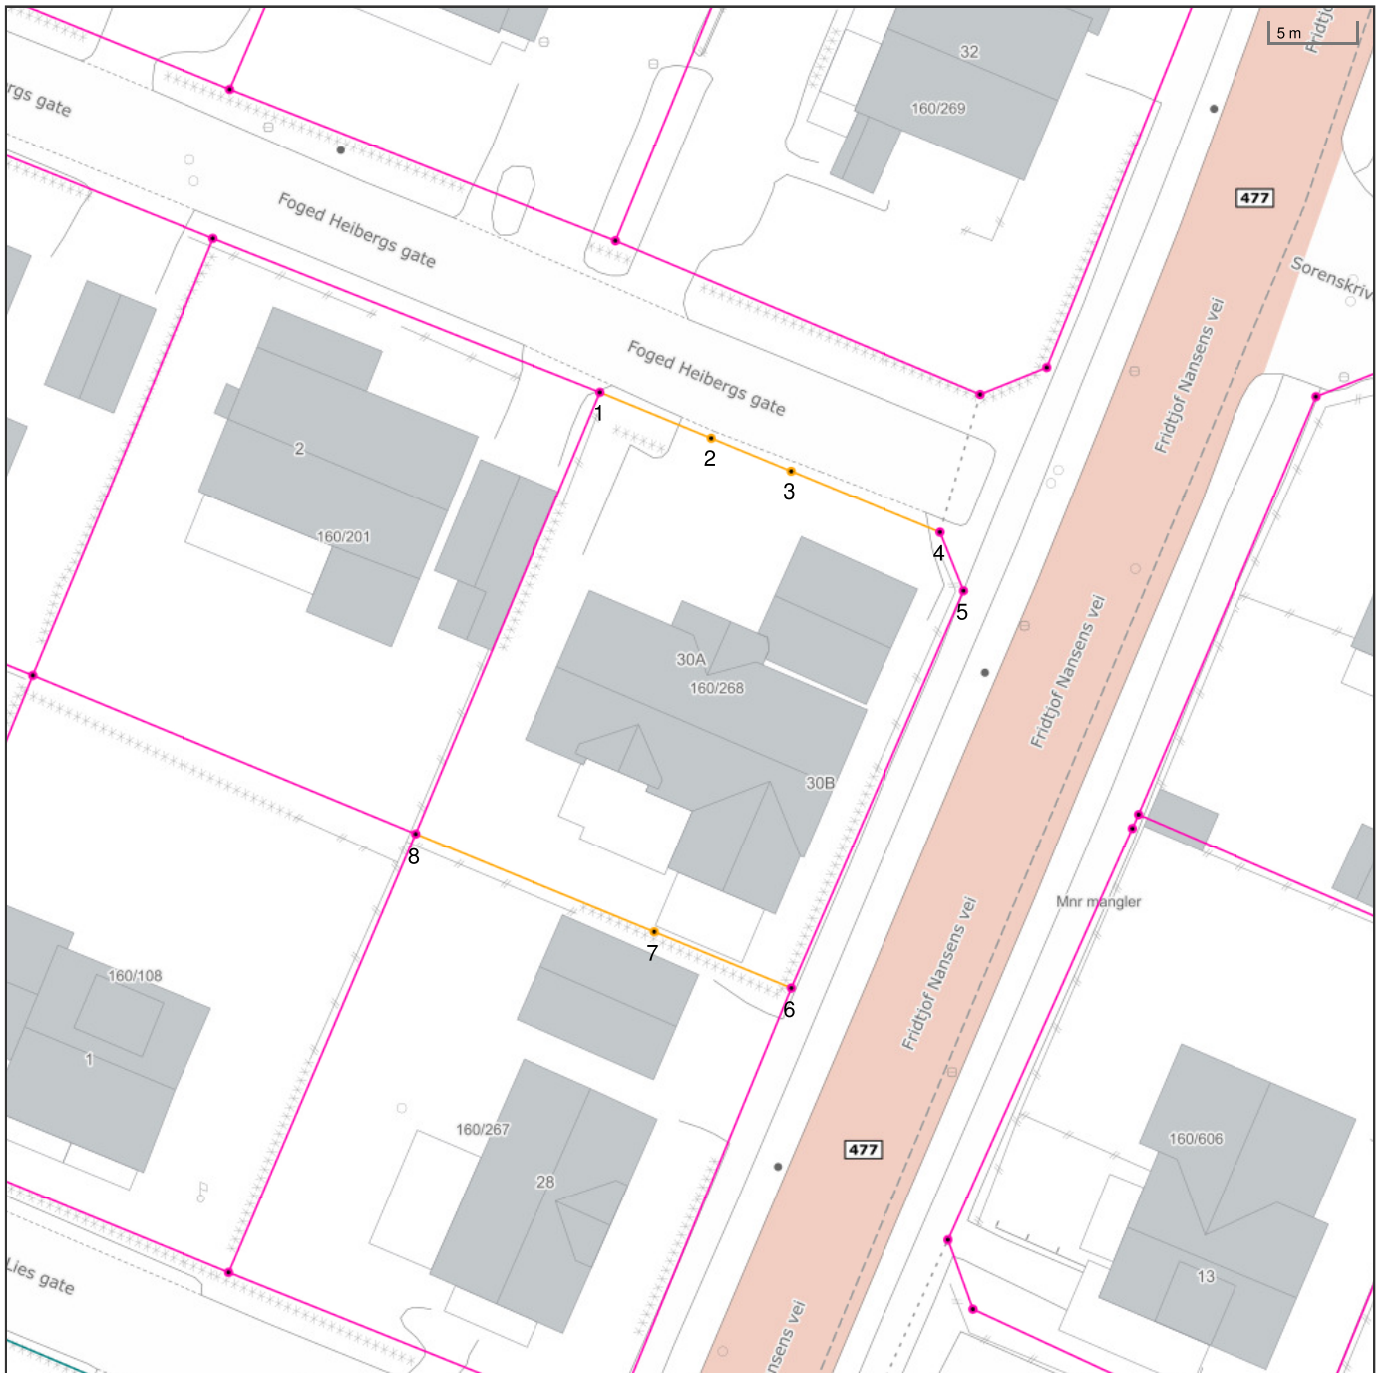 5 m
Fridtjo
32
rgs gate
160/269
477
Foged Heibergs gate
Sorenskriv
Fridtjof Nansens vei
Foged Heibergs gate
1
2
2
3
160/201
4
5
30A
160/268
Fridtjof Nansens vei
30B
8
Mnr mangler
7
160/108
Fridtjof Nansens vei
6
1
160/267
477
160/606
28
Lies gate
13
nsens vei